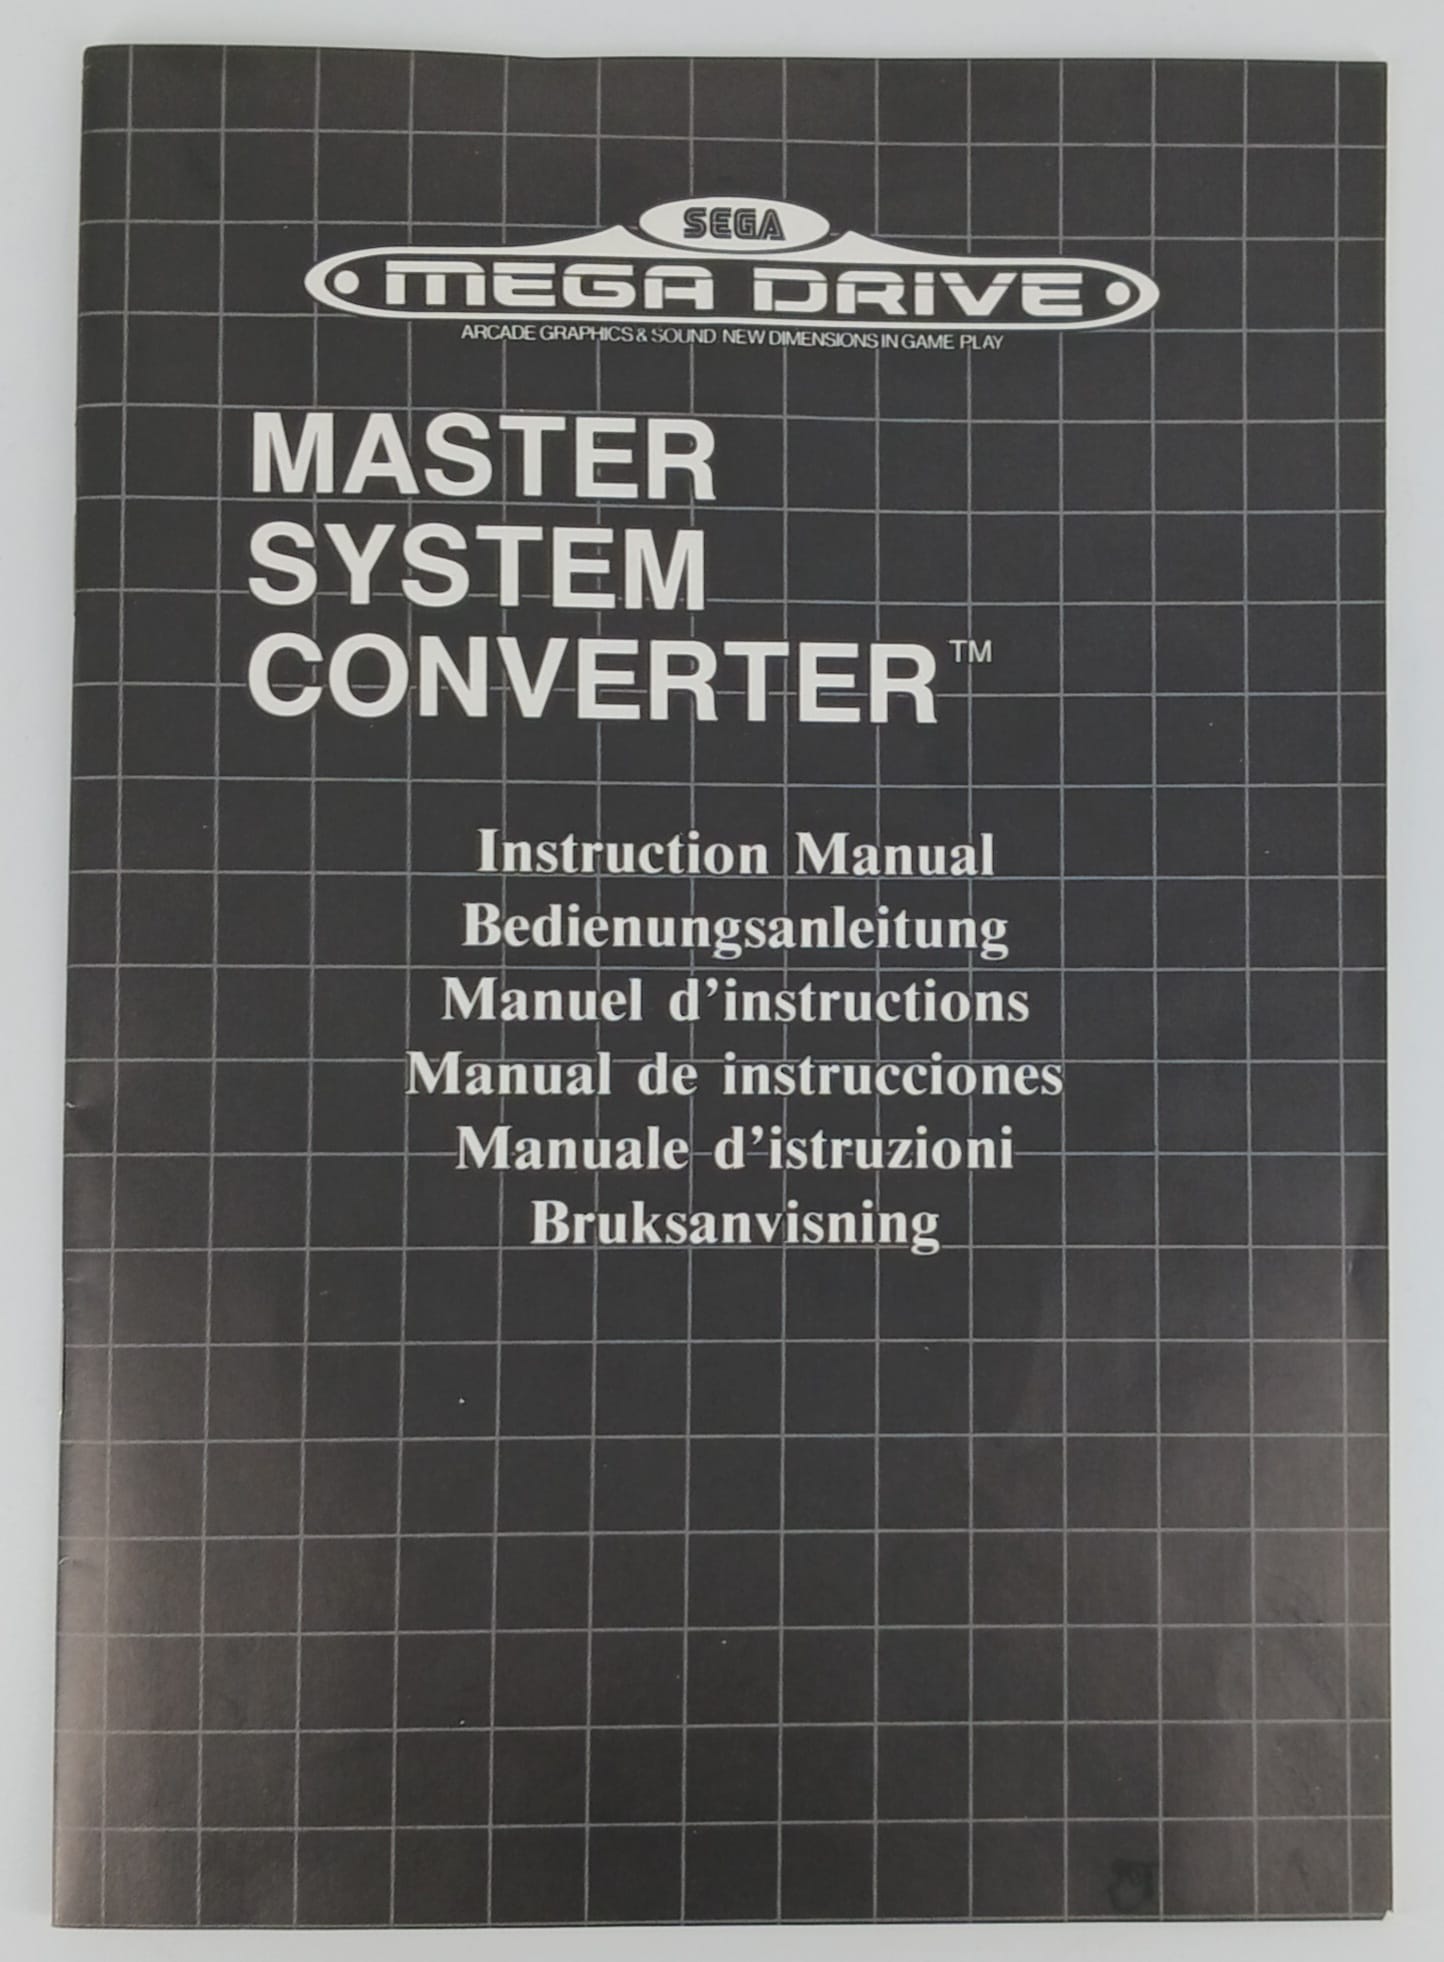 SEGA
MEGA DRIVE
ARCADE GRAPHICS & SOUND NEW DIMENSIONS IN GAME PLAY
MASTER
SYSTEM
CONVERTER™
Instruction Manual
Bedienungsanleitung
Manuel d’instructions
Manual de instrucciones
Manuale d’istruzioni
Bruksanvisning